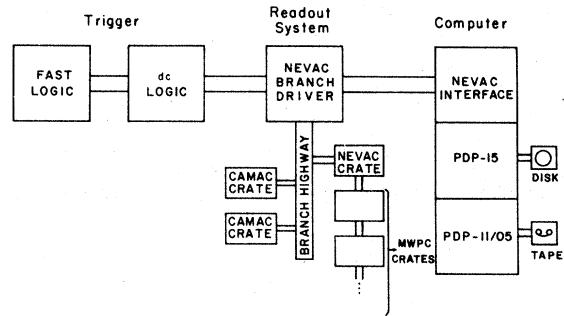 Trigger
Readout
System
Computer
FAST
LOGIC
dc
LOGIC
NEVAC
BRANCH
DRIVER
NEVAC
INTERFACE
BRANCH HIGHWAY
NEVAC
CRATE
CAMAC
CRATE
CAMAC
CRATE
MWPC
CRATES
PDP-15
DISK
PDP-11/05
TAPE